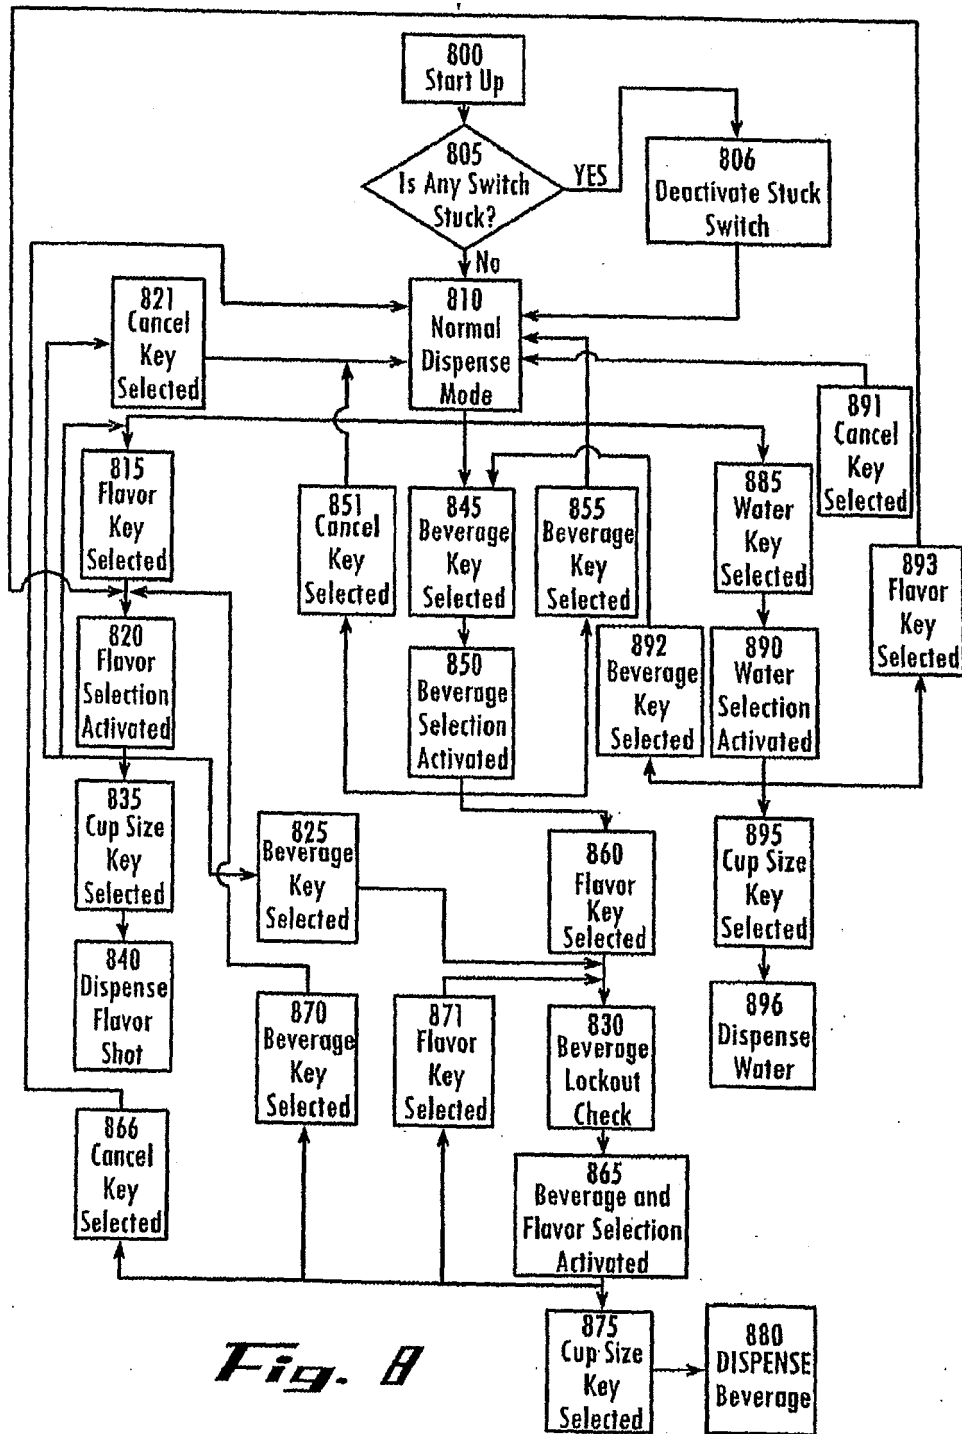 800
Start Up
805
Is Any Switch
Stuck?
YES
806
Deactivate Stuck
Switch
No
810
Normal
Dispense
Mode
821
Cancel
Key
Selected
891
Cancel
Key
Selected
815
Flavor
Key
Selected
851
Cancel
Key
Selected
845
Beverage
Key
Selected
855
Beverage
Key
Selected
885
Water
Key
Selected
893
Flavor
Key
Selected
820
Flavor
Selection
Activated
850
Beverage
Selection
Activated
892
Beverage
Key
Selected
890
Water
Selection
Activated
835
Cup Size
Key
Selected
825
Beverage
Key
Selected
860
Flavor
Key
Selected
895
Cup Size
Key
Selected
840
Dispense
Flavor
Shot
870
Beverage
Key
Selected
871
Flavor
Key
Selected
830
Beverage
Lockout
Check
896
Dispense
Water
866
Cancel
Key
Selected
865
Beverage and
Flavor Selection
Activated
875
Cup Size
Key
Selected
880
DISPENSE
Beverage
Fig. 8